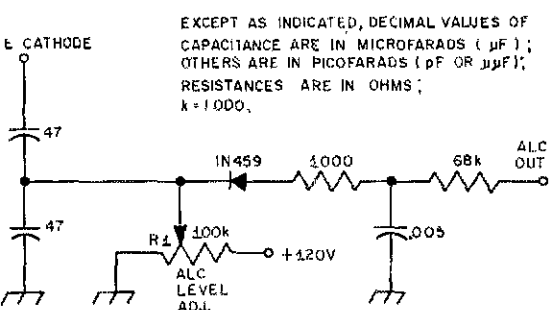 EXCEPT AS INDICATED, DECIMAL VALUES OF
CAPACITANCE ARE IN MICROFARADS ( µF ) ;
OTHERS ARE IN PICOFARADS ( pF OR µµF);
RESISTANCES ARE IN OHMS ;
k = 1000,
E CATHODE
47
1N459
1000
68k
ALC
OUT
47
R1
100k
+120V
.005
ALC
LEVEL
ADJ.